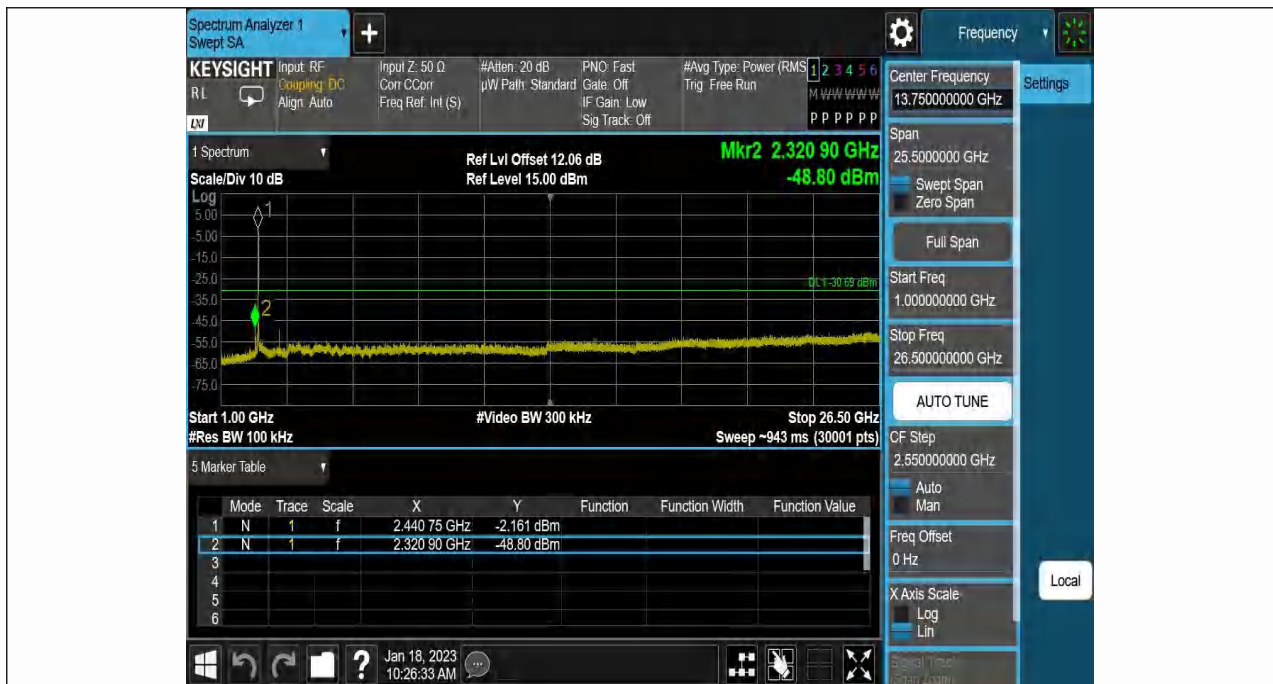 Spectrum Analyzer 1
Swept SA
+
Frequency
KEYSIGHT
RL
LXI
Input: RF
Coupling: DC
Align: Auto
Input Z: 50 Ω
Corr CCorr
Freq Ref: Int (S)
#Atten: 20 dB
µW Path: Standard
PNO: Fast
Gate: Off
IF Gain: Low
Sig Track: Off
#Avg Type: Power (RMS
Trig: Free Run
1 2 3 4 5 6
M W W W W W
P P P P P P
1 Spectrum
Scale/Div 10 dB
Ref Lvl Offset 12.06 dB
Ref Level 15.00 dBm
Mkr2 2.320 90 GHz
-48.80 dBm
Log
5.00
-5.00
-15.0
-25.0
-35.0
-45.0
-55.0
-65.0
-75.0
1
2
DL1 -30.69 dBm
Start 1.00 GHz
#Video BW 300 kHz
Stop 26.50 GHz
#Res BW 100 kHz
Sweep ~943 ms (30001 pts)
5 Marker Table
Mode Trace Scale X Y Function Function Width Function Value
1 N 1 f 2.440 75 GHz -2.161 dBm
2 N 1 f 2.320 90 GHz -48.80 dBm
3
4
5
6
Jan 18, 2023
10:26:33 AM
?
Center Frequency
13.750000000 GHz
Settings
Span
25.5000000 GHz
Swept Span
Zero Span
Full Span
Start Freq
1.000000000 GHz
Stop Freq
26.500000000 GHz
AUTO TUNE
CF Step
2.550000000 GHz
Auto
Man
Freq Offset
0 Hz
X Axis Scale
Log
Lin
Local
Signal Track
(Span Zoom)